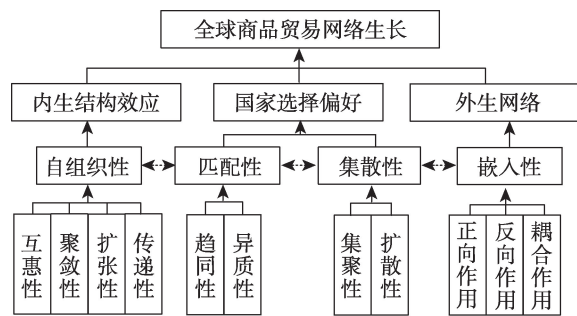 全球商品贸易网络生长
内生结构效应
国家选择偏好
外生网络
自组织性
匹配性
集散性
嵌入性
互惠性
聚敛性
扩张性
传递性
趋同性
异质性
集聚性
扩散性
正向作用
反向作用
耦合作用